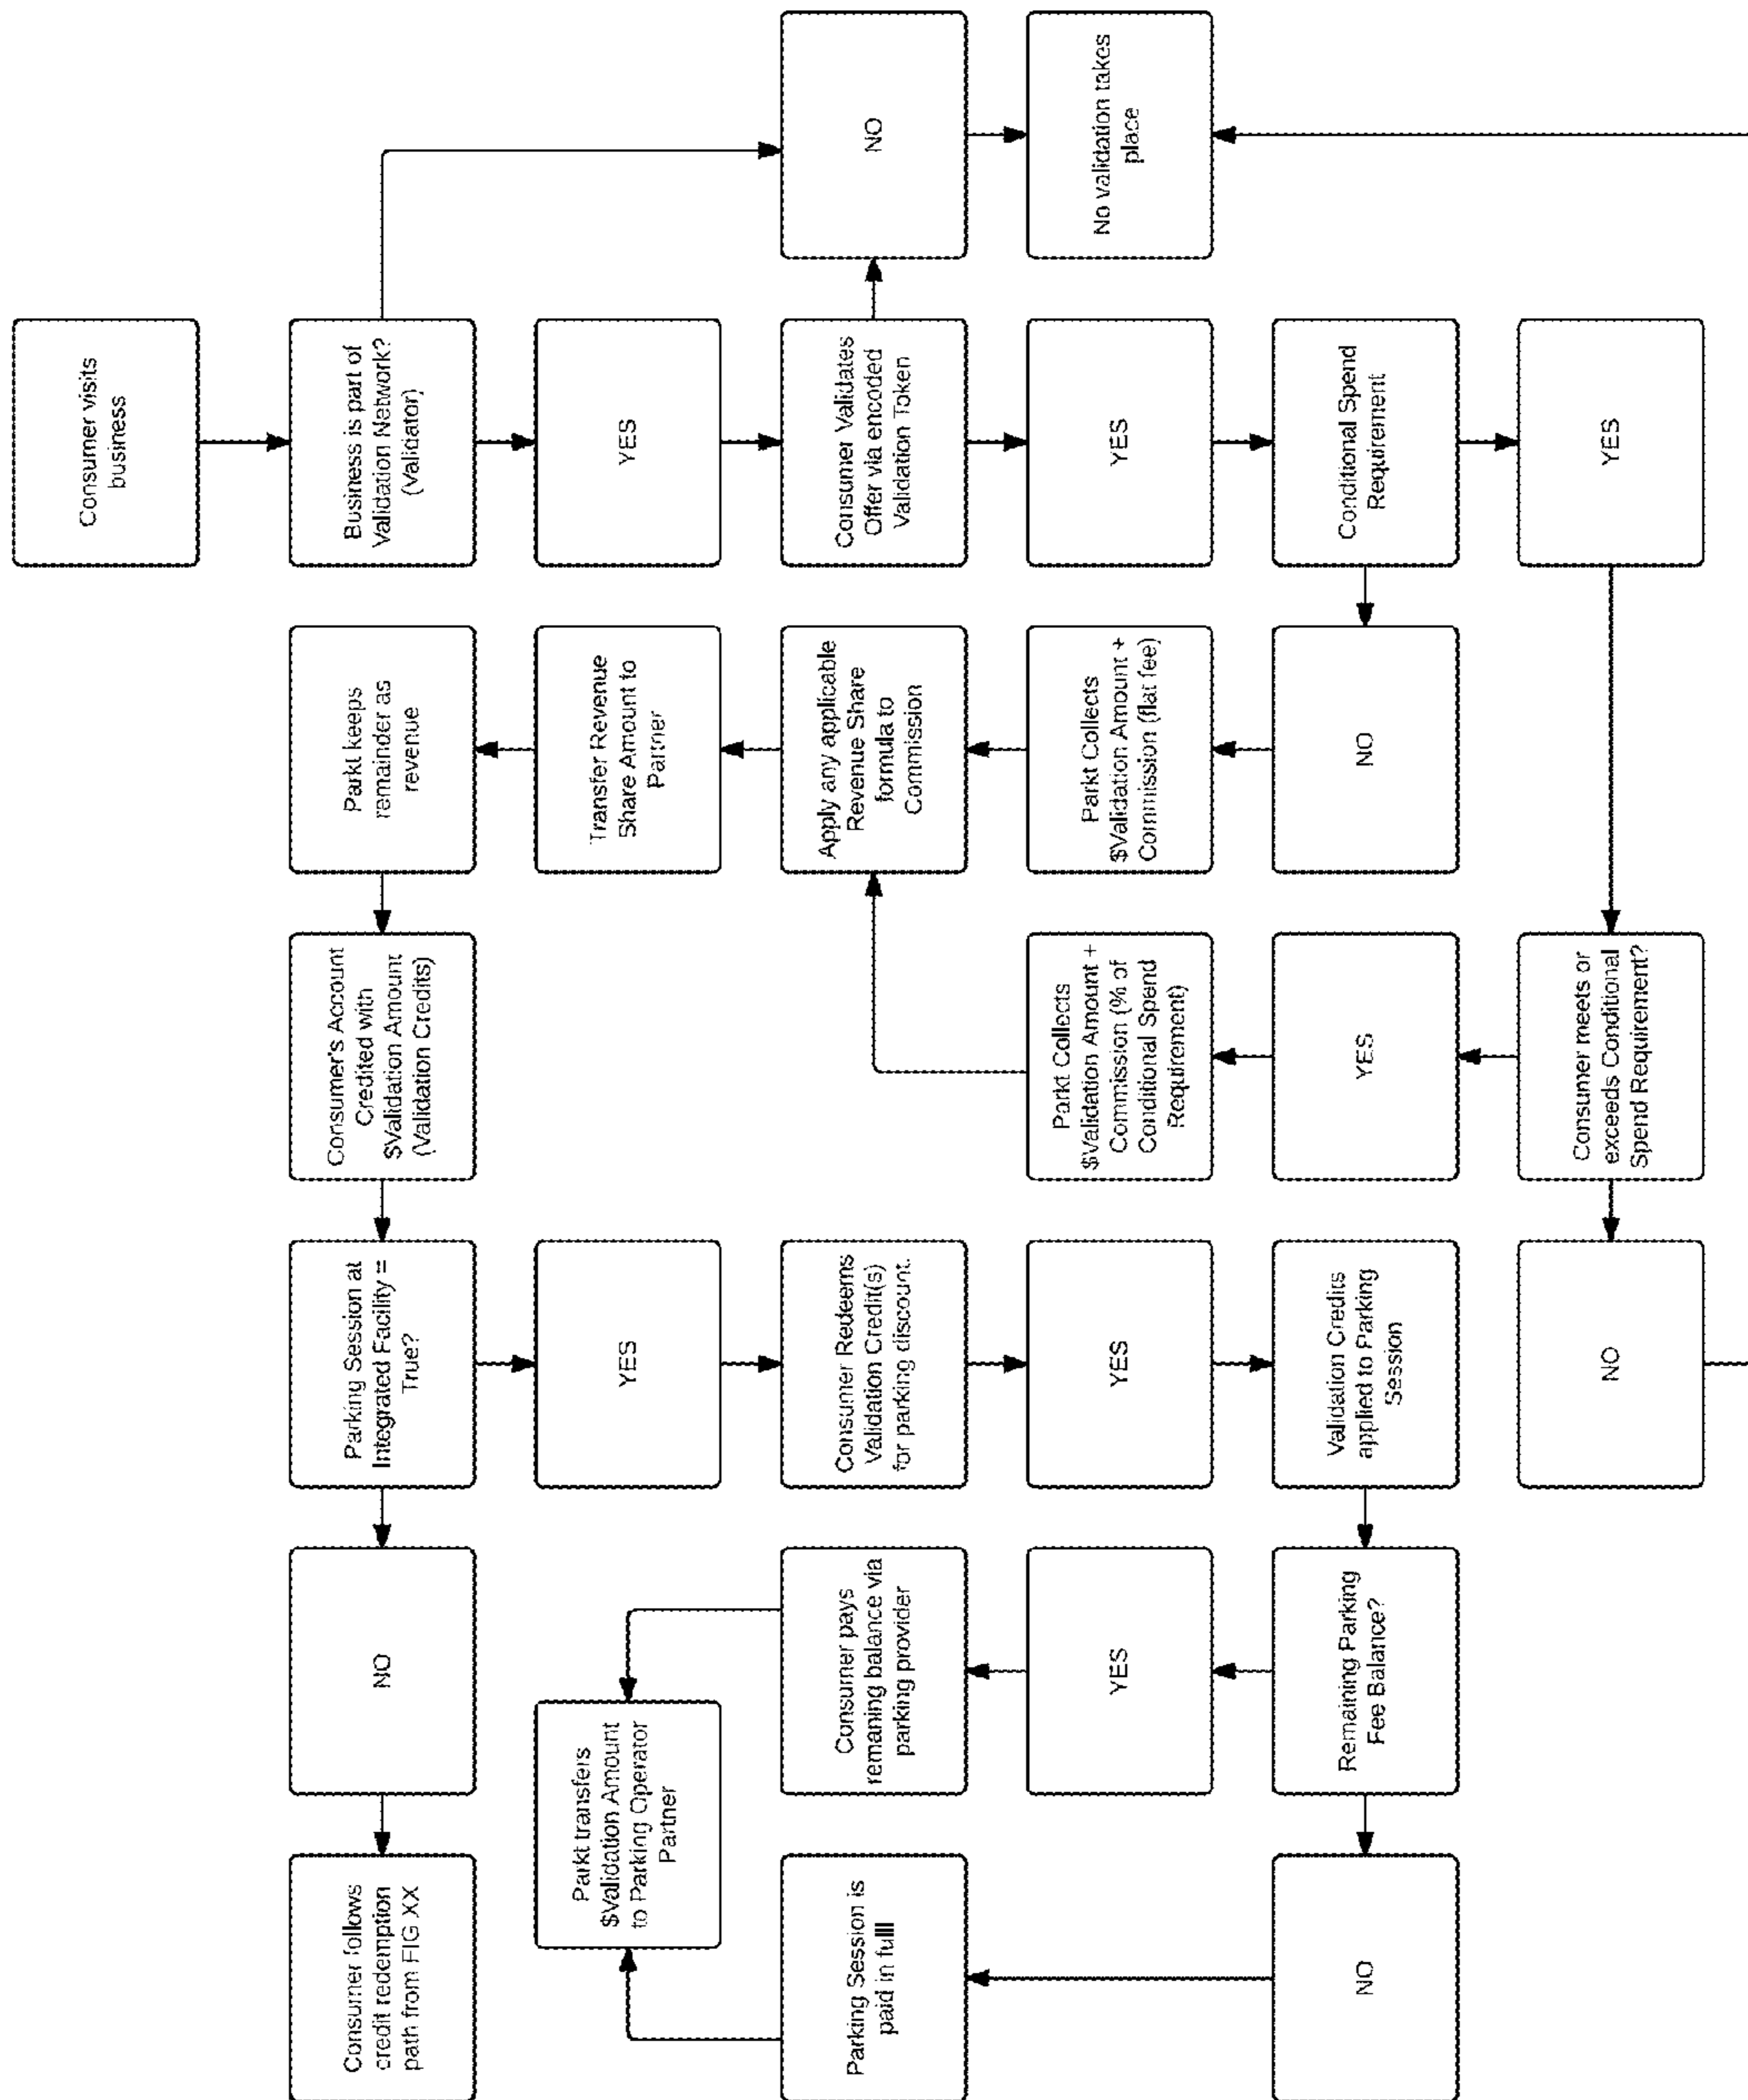 Consumer visits
business
Business is part of
Validation Network?
(Validator)
YES
Consumer Validates
Offer via encoded
Validation Token
NO
No validation takes
place
YES
Conditional Spend
Requirement
YES
NO
Parkt Collects
$Validation Amount +
Commission (flat fee)
Apply any applicable
Revenue Share
formula to
Commission
Transfer Revenue
Share Amount to
Partner
Parkt keeps
remainder as
revenue
Consumer meets or
exceeds Conditional
Spend Requirement?
YES
Parkt Collects
$Validation Amount +
Commission (% of
Conditional Spend
Requirement)
NO
Consumer's Account
Credited with
$Validation Amount
(Validation Credits)
Parking Session at
Integrated Facility =
True?
YES
Consumer Redeems
Validation Credit(s)
for parking discount.
YES
Validation Credits
applied to Parking
Session
Remaining Parking
Fee Balance?
YES
Consumer pays
remaning balance via
parking provider
Parkt transfers
$Validation Amount
to Parking Operator
Partner
NO
Parking Session is
paid in fulll
NO
Consumer follows
credit redemption
path from FIG XX